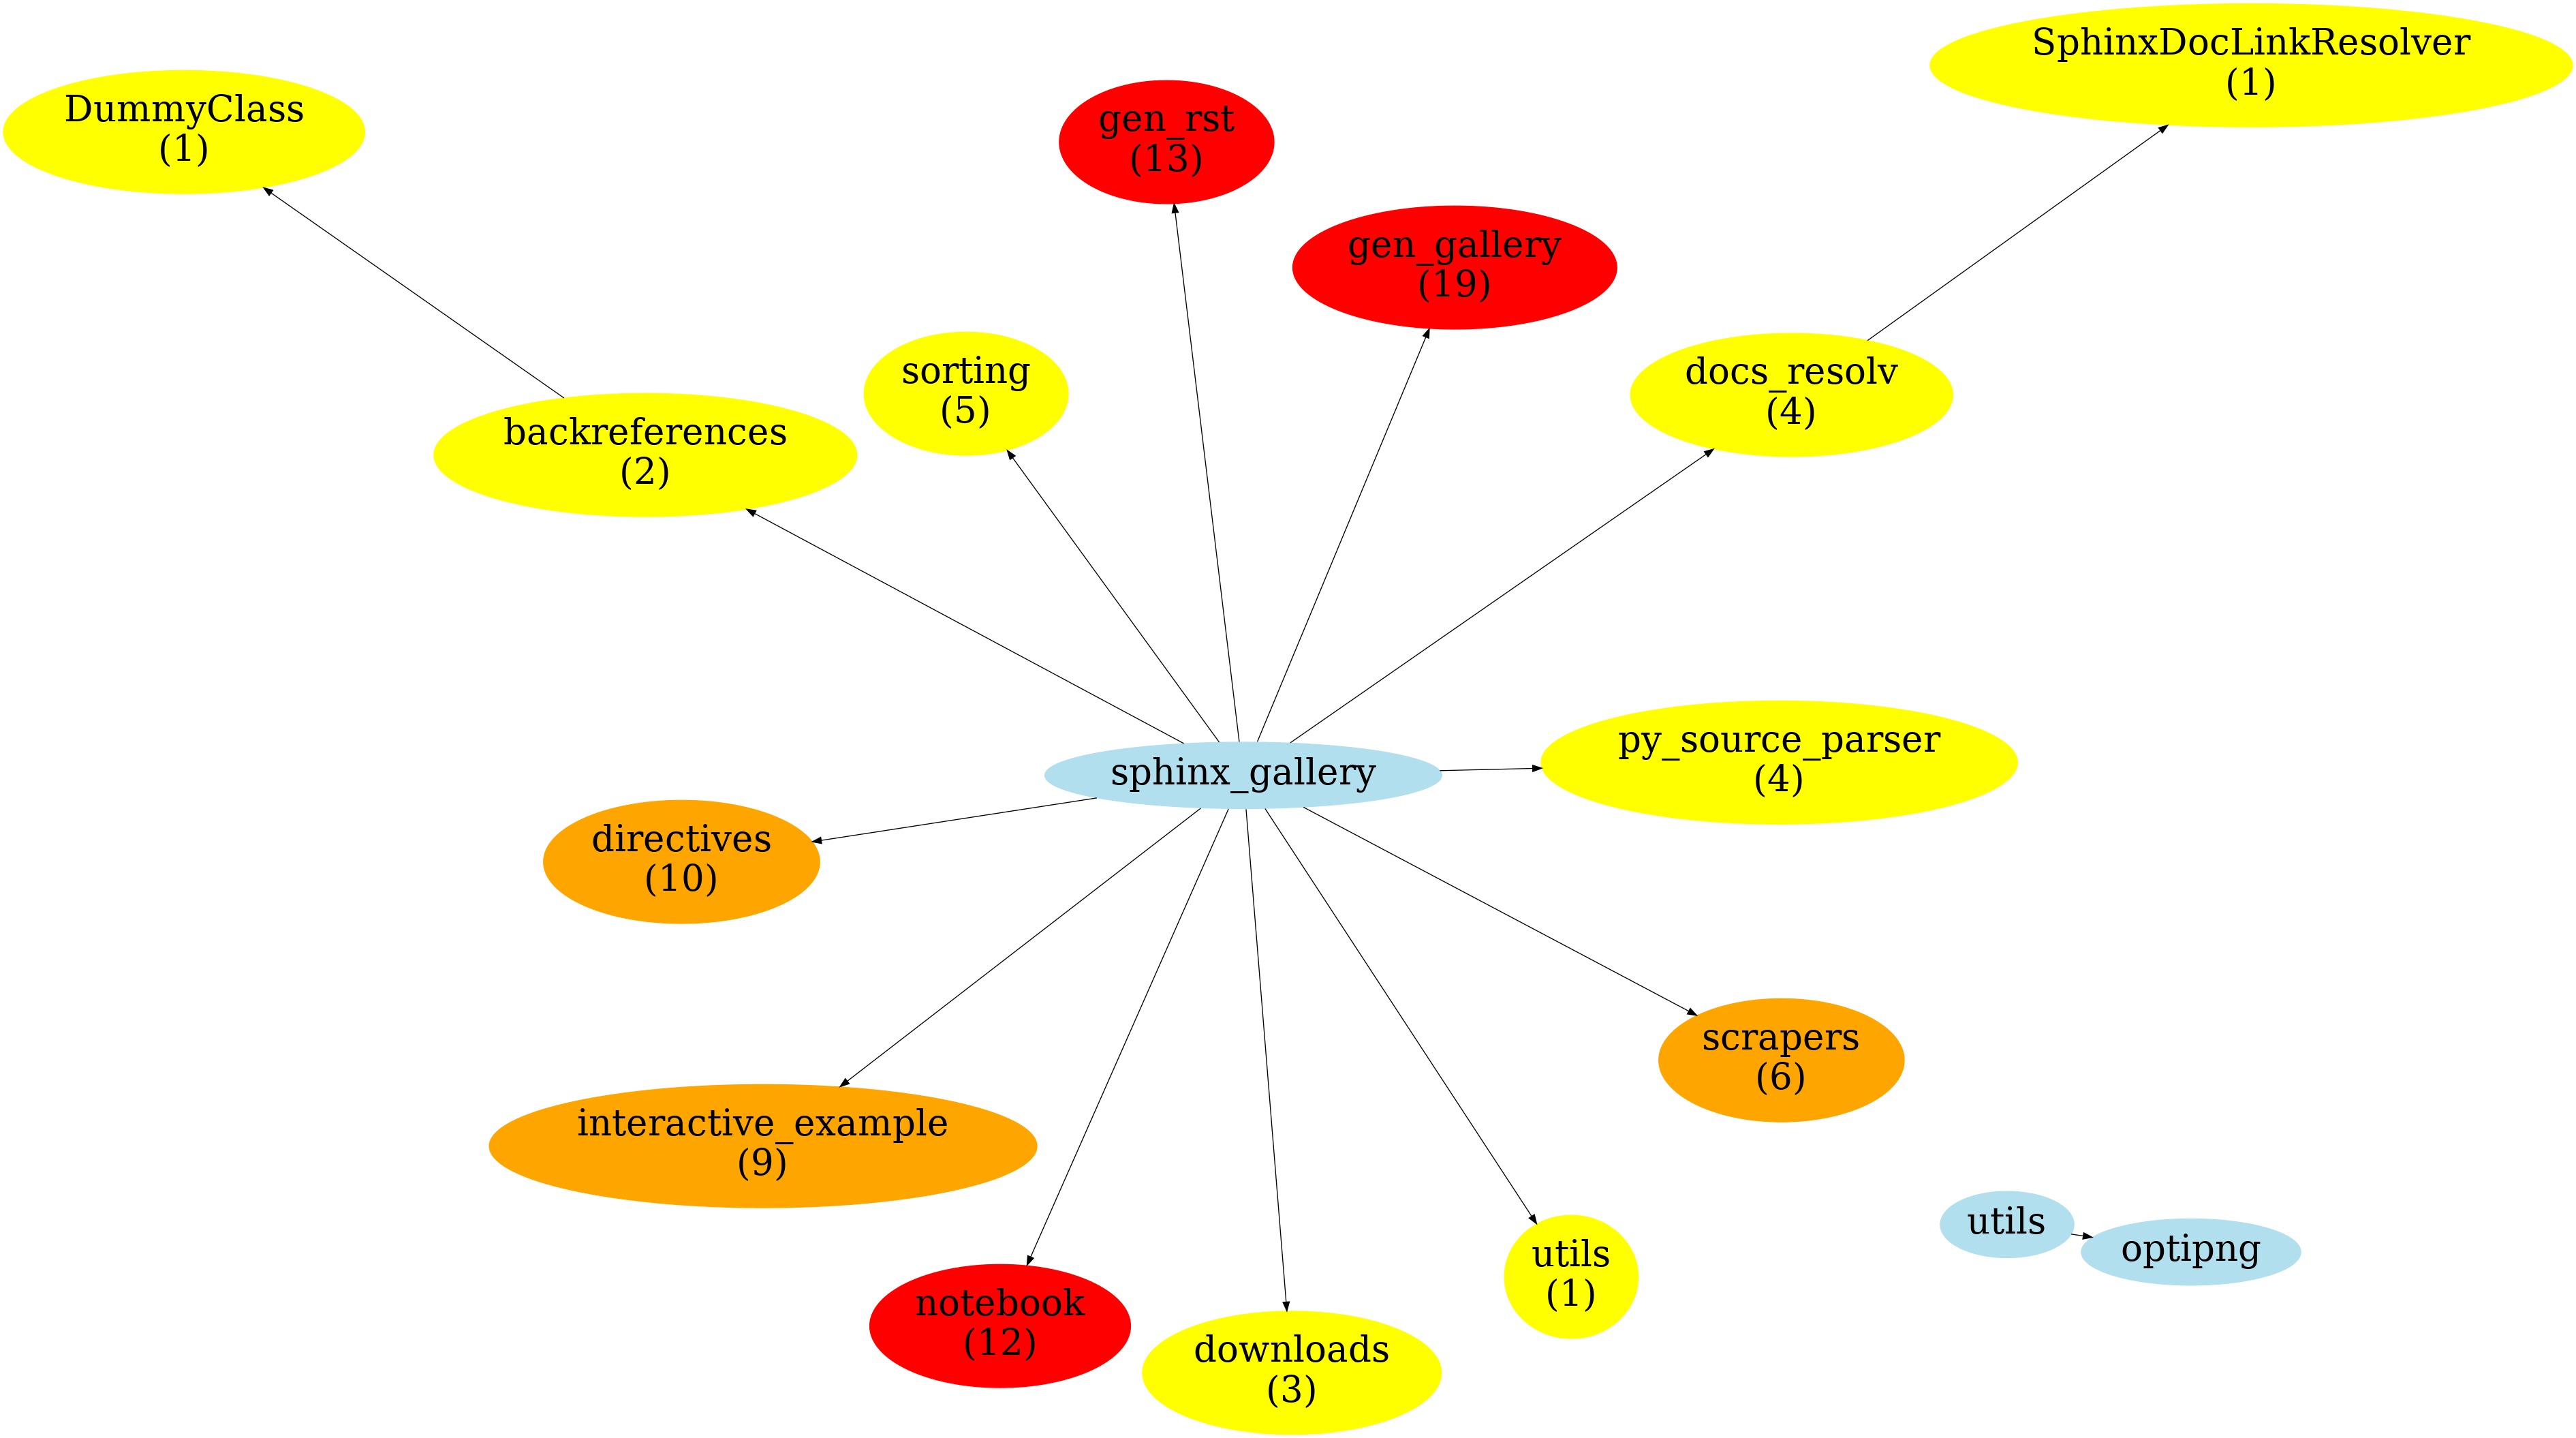 SphinxDocLinkResolver
(1)
DummyClass
(1)
gen_rst
(13)
gen_gallery
(19)
sorting
(5)
docs_resolv
(4)
backreferences
(2)
py_source_parser
(4)
sphinx_gallery
directives
(10)
scrapers
(6)
interactive_example
(9)
utils
optipng
utils
(1)
notebook
(12)
downloads
(3)